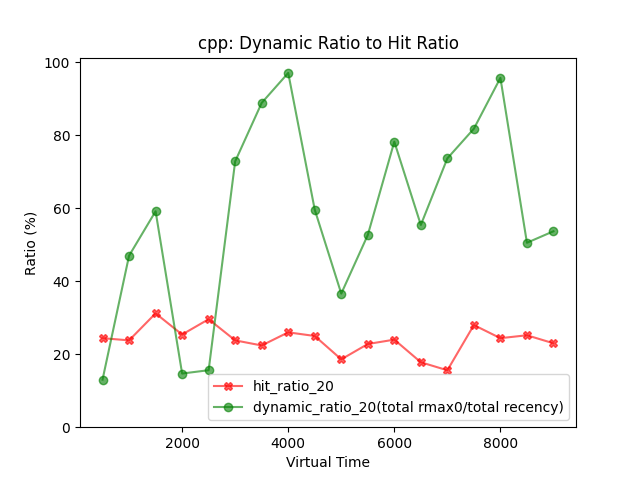 cpp: Dynamic Ratio to Hit Ratio
100
80
60
40
20
0
Ratio (%)
2000 4000 6000 8000
Virtual Time
hit_ratio_20
dynamic_ratio_20(total rmax0/total recency)